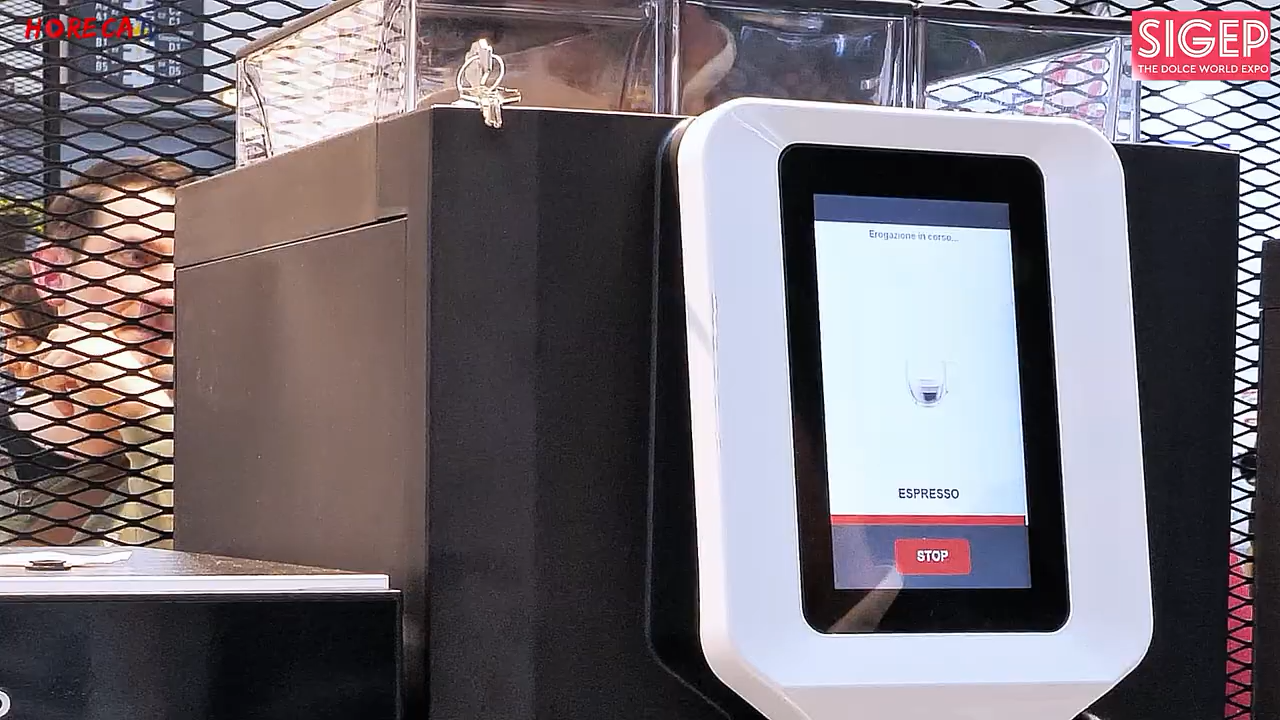 HORECA
SIGEP
THE DOLCE WORLD EXPO
Erogazione in corso...
ESPRESSO
STOP